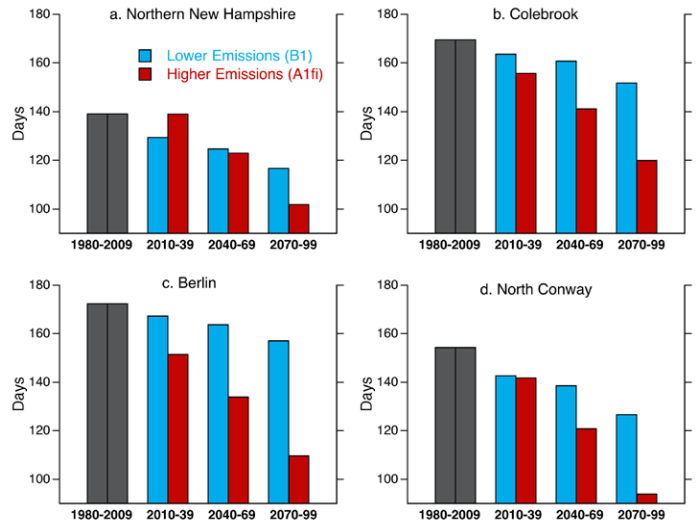 a. Northern New Hampshire
Days
180
160
140
120
100
Lower Emissions (B1)
Higher Emissions (A1fi)
1980-2009 2010-39 2040-69 2070-99
b. Colebrook
Days
180
160
140
120
100
1980-2009 2010-39 2040-69 2070-99
c. Berlin
Days
180
160
140
120
100
1980-2009 2010-39 2040-69 2070-99
d. North Conway
Days
180
160
140
120
100
1980-2009 2010-39 2040-69 2070-99